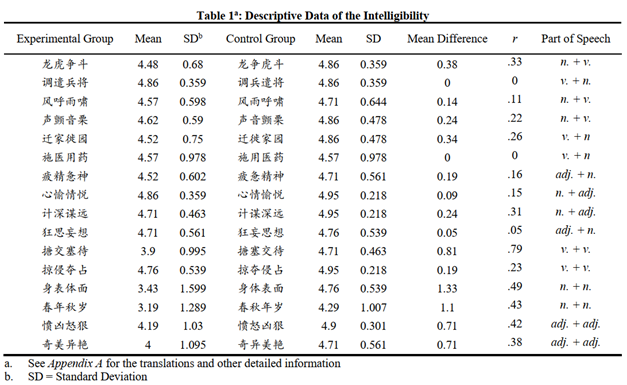 Table 1a: Descriptive Data of the Intelligibility
Experimental Group Mean SDb Control Group Mean SD Mean Difference r Part of Speech
龙虎争斗 4.48 0.68 龙争虎斗 4.86 0.359 0.38 .33 n. + v.
调遣兵将 4.86 0.359 调兵遣将 4.86 0.359 0 0 v. + n.
风呼雨啸 4.57 0.598 风雨呼啸 4.71 0.644 0.14 .11 n. + v.
声颤音栗 4.62 0.59 声音颤栗 4.86 0.478 0.24 .22 n. + v.
迁家徙园 4.52 0.75 迁徙家园 4.86 0.478 0.34 .26 v. + n
施医用药 4.57 0.978 施用医药 4.57 0.978 0 0 v. + n
疲精急神 4.52 0.602 疲急精神 4.71 0.561 0.19 .16 adj. + n.
心愉情悦 4.86 0.359 心情愉悦 4.95 0.218 0.09 .15 n. + adj.
计深谋远 4.71 0.463 计谋深远 4.95 0.218 0.24 .31 n. + adj.
狂思妄想 4.71 0.561 狂妄思想 4.76 0.539 0.05 .05 adj. + n.
搪交塞待 3.9 0.995 搪塞交待 4.71 0.463 0.81 .79 v. + v.
掠侵夺占 4.76 0.539 掠夺侵占 4.95 0.218 0.19 .23 v. + v.
身表体面 3.43 1.599 身体表面 4.76 0.539 1.33 .49 n. + n.
春年秋岁 3.19 1.289 春秋年岁 4.29 1.007 1.1 .43 n. + n.
愤凶怒狠 4.19 1.03 愤怒凶狠 4.9 0.301 0.71 .42 adj. + adj.
奇美异艳 4 1.095 奇异美艳 4.71 0.561 0.71 .38 adj. + adj.
a. See Appendix A for the translations and other detailed information
b. SD = Standard Deviation